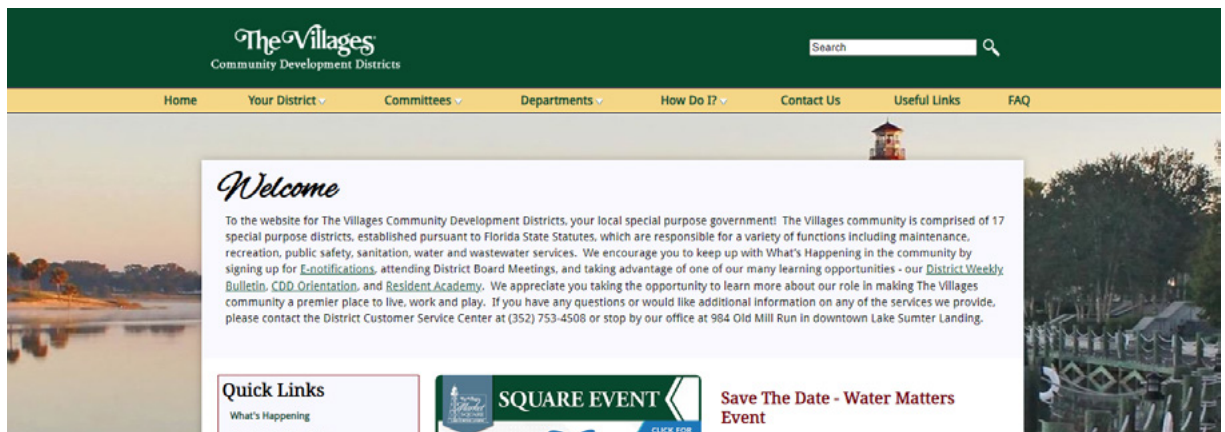 The Villages
Community Development Districts
Search
Home Your District Committees Departments How Do I? Contact Us Useful Links FAQ
Welcome
To the website for The Villages Community Development Districts, your local special purpose government! The Villages community is comprised of 17
special purpose districts, established pursuant to Florida State Statutes, which are responsible for a variety of functions including maintenance,
recreation, public safety, sanitation, water and wastewater services. We encourage you to keep up with What's Happening in the community by
signing up for E-notifications, attending District Board Meetings, and taking advantage of one of our many learning opportunities - our District Weekly
Bulletin, CDD Orientation, and Resident Academy. We appreciate you taking the opportunity to learn more about our role in making The Villages
community a premier place to live, work and play. If you have any questions or would like additional information on any of the services we provide,
please contact the District Customer Service Center at (352) 753-4508 or stop by our office at 984 Old Mill Run in downtown Lake Sumter Landing.
Quick Links
What's Happening
Market
SQUARE EVENT
CLICK FOR
Save The Date - Water Matters
Event